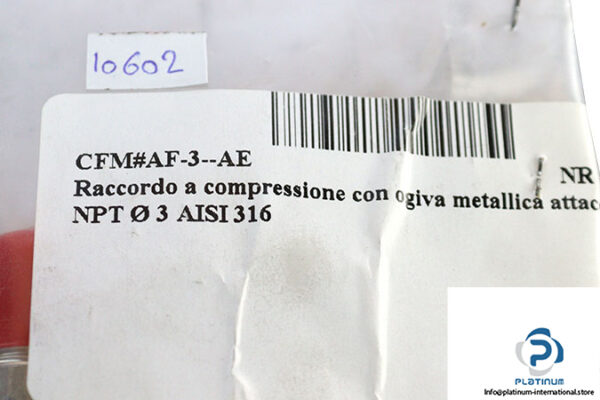 10602
CFM#AF-3--AE
NR
Raccordo a compressione con ogiva metallica
NPT Ø 3 AISI 316
PLATINUM
Info@platinum-international.store